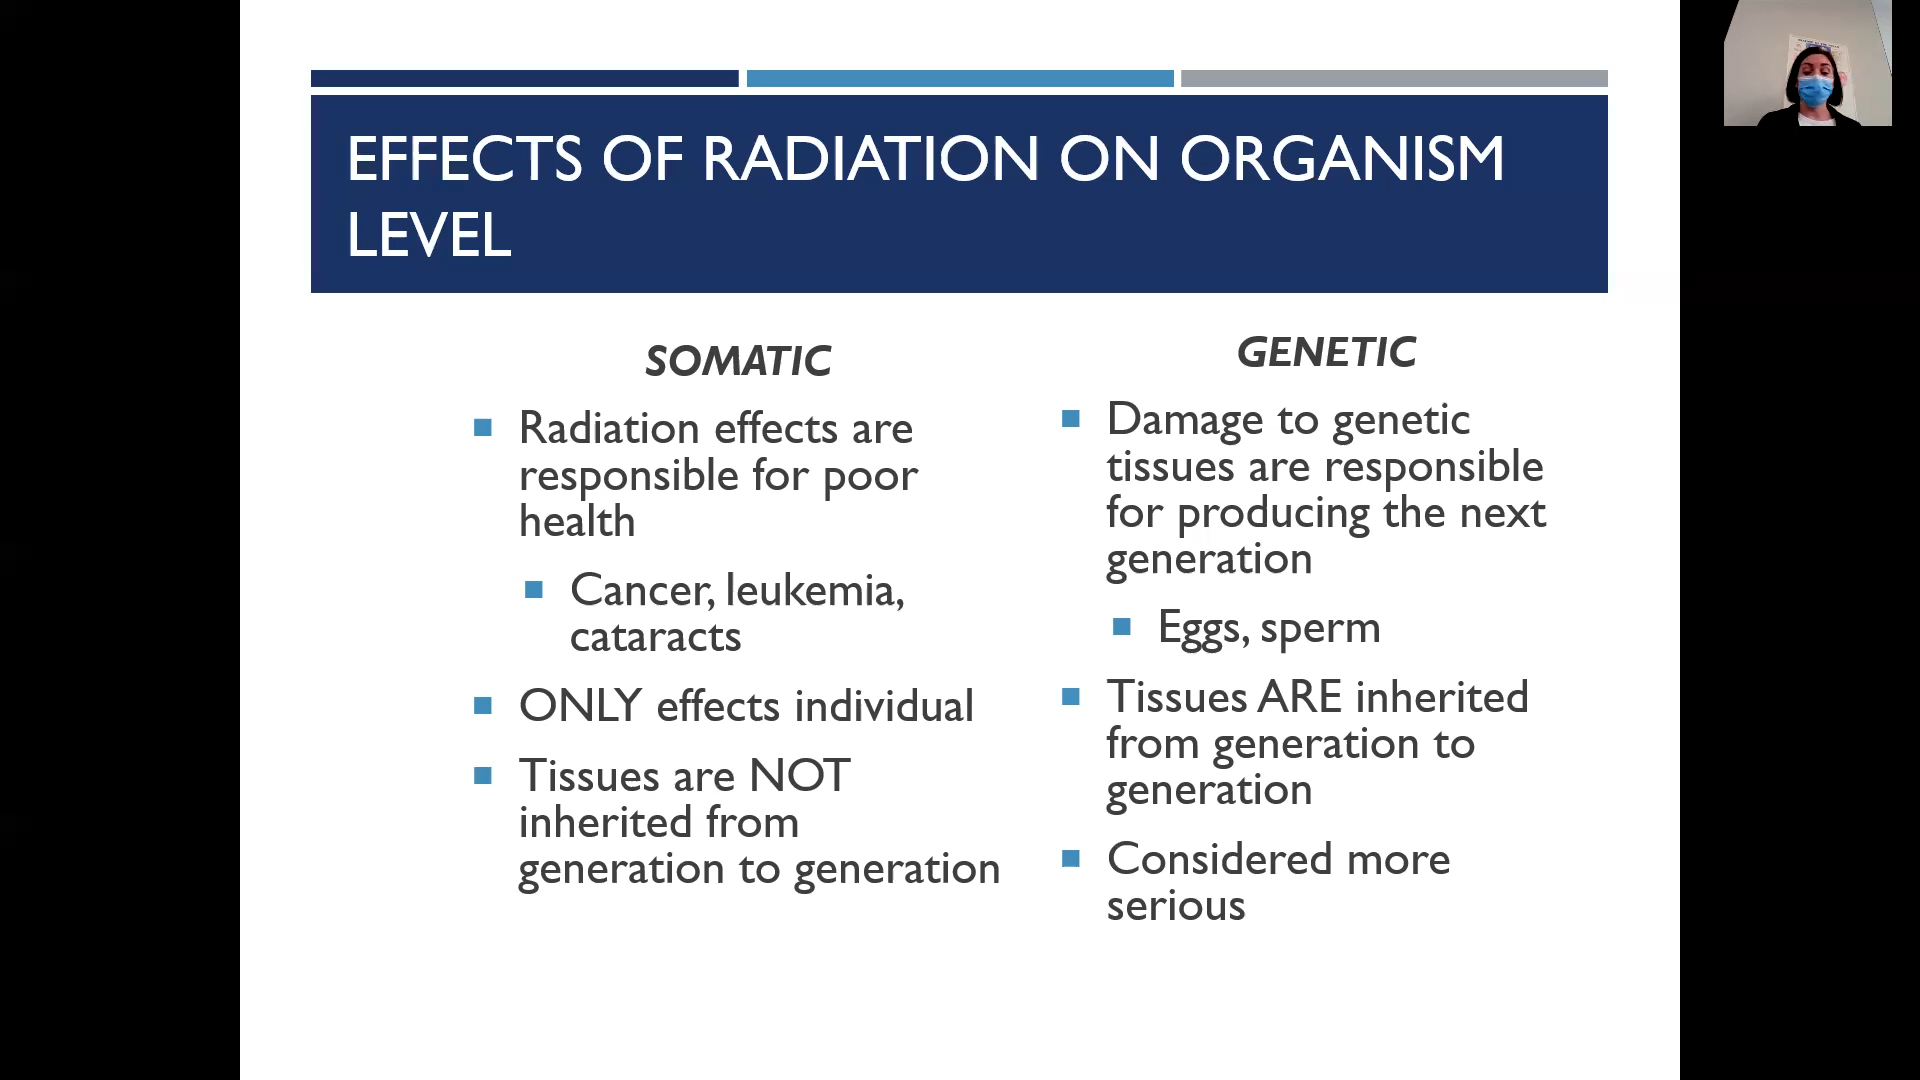 EFFECTS OF RADIATION ON ORGANISM
LEVEL
SOMATIC
Radiation effects are
responsible for poor
health
Cancer, leukemia,
cataracts
ONLY effects individual
Tissues are NOT
inherited from
generation to generation
GENETIC
Damage to genetic
tissues are responsible
for producing the next
generation
Eggs, sperm
Tissues ARE inherited
from generation to
generation
Considered more
serious